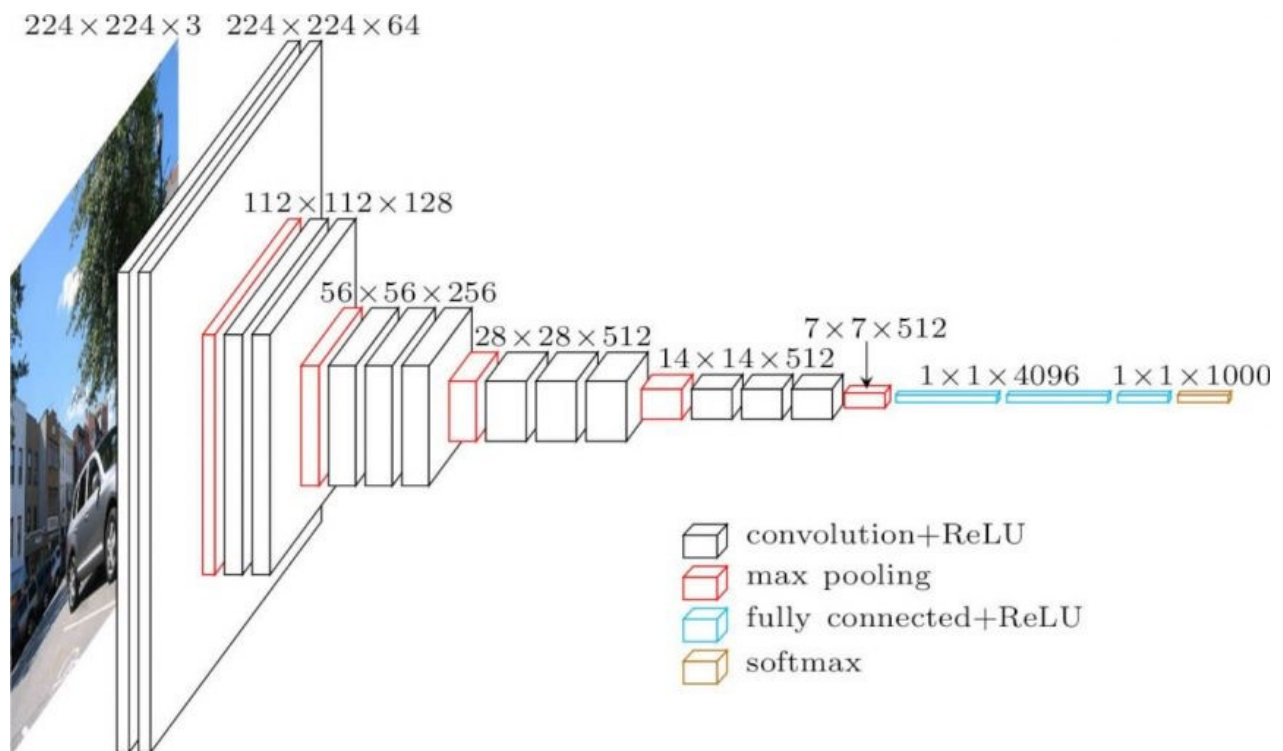 224×224×3
224×224×64
112×112×128
56×56×256
28×28×512
14×14×512
7×7×512
1×1×4096
1×1×1000
convolution+ReLU
max pooling
fully connected+ReLU
softmax